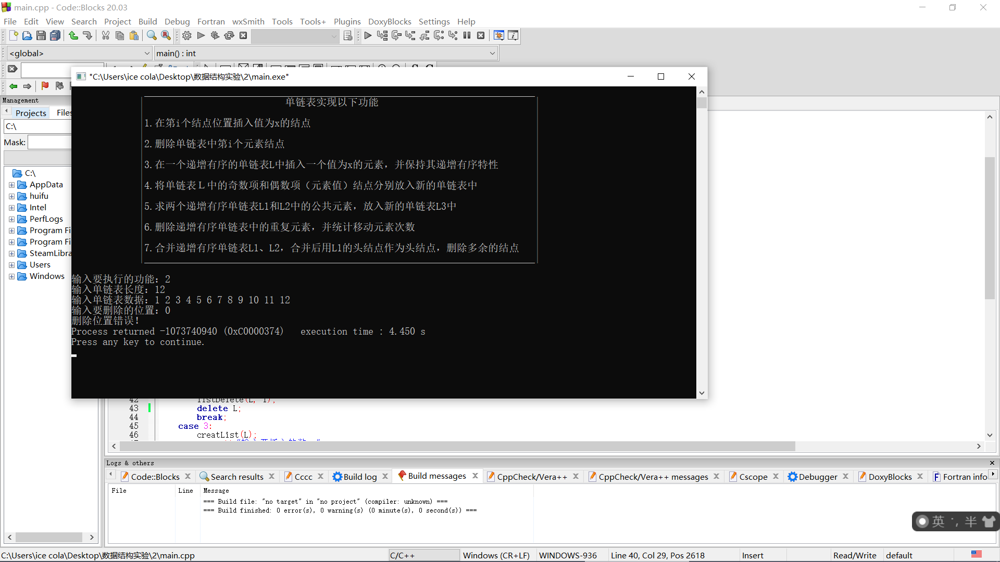 main.cpp - Code::Blocks 20.03
File Edit View Search Project Build Debug Fortran wxSmith Tools Tools+ Plugins DoxyBlocks Settings Help
<global>
main() : int
"C:\Users\ice cola\Desktop\数据结构实验\2\main.exe"
Management
Projects
Files
C:\
Mask:
C:\
AppData
huifu
Intel
PerfLogs
Program Fi
Program Fi
SteamLibra
Users
Windows
单链表实现以下功能
1.在第i个结点位置插入值为x的结点
2.删除单链表中第i个元素结点
3.在一个递增有序的单链表L中插入一个值为x的元素，并保持其递增有序特性
4.将单链表Ｌ中的奇数项和偶数项（元素值）结点分别放入新的单链表中
5.求两个递增有序单链表L1和L2中的公共元素，放入新的单链表L3中
6.删除递增有序单链表中的重复元素，并统计移动元素次数
7.合并递增有序单链表L1、L2，合并后用L1的头结点作为头结点，删除多余的结点
输入要执行的功能：2
输入单链表长度：12
输入单链表数据：1 2 3 4 5 6 7 8 9 10 11 12
输入要删除的位置：0
删除位置错误！
Process returned -1073740940 (0xC0000374)   execution time : 4.450 s
Press any key to continue.
42
43 delete L;
44 break;
45 case 3:
46 creatList(L);
Logs & others
Code::Blocks
Search results
Cccc
Build log
Build messages
CppCheck/Vera++
CppCheck/Vera++ messages
Cscope
Debugger
DoxyBlocks
Fortran info
File Line Message
=== Build file: "no target" in "no project" (compiler: unknown) ===
=== Build finished: 0 error(s), 0 warning(s) (0 minute(s), 0 second(s)) ===
英 半
C:\Users\ice cola\Desktop\数据结构实验\2\main.cpp C/C++ Windows (CR+LF) WINDOWS-936 Line 40, Col 29, Pos 2618 Insert Read/Write default